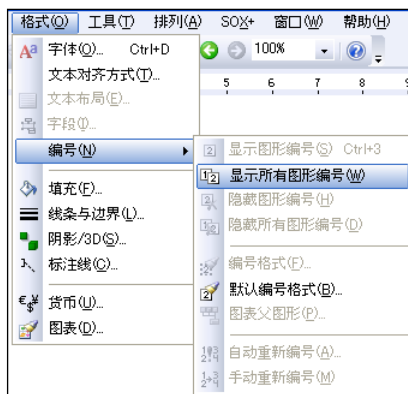 格式(O) 工具(T) 排列(A) SOX+ 窗口(W) 帮助(H)
字体(O)... Ctrl+D
100%
文本对齐方式(T)...
5 6 7 8
文本布局(E)...
字段(I)...
编号(N)
显示图形编号(S) Ctrl+3
显示所有图形编号(W)
填充(F)...
隐藏图形编号(H)
线条与边界(L)...
隐藏所有图形编号(D)
阴影/3D(S)...
标注线(C)...
编号格式(F)...
默认编号格式(B)...
货币(U)...
图表父图形(P)...
图表(D)...
自动重新编号(A)...
手动重新编号(M)